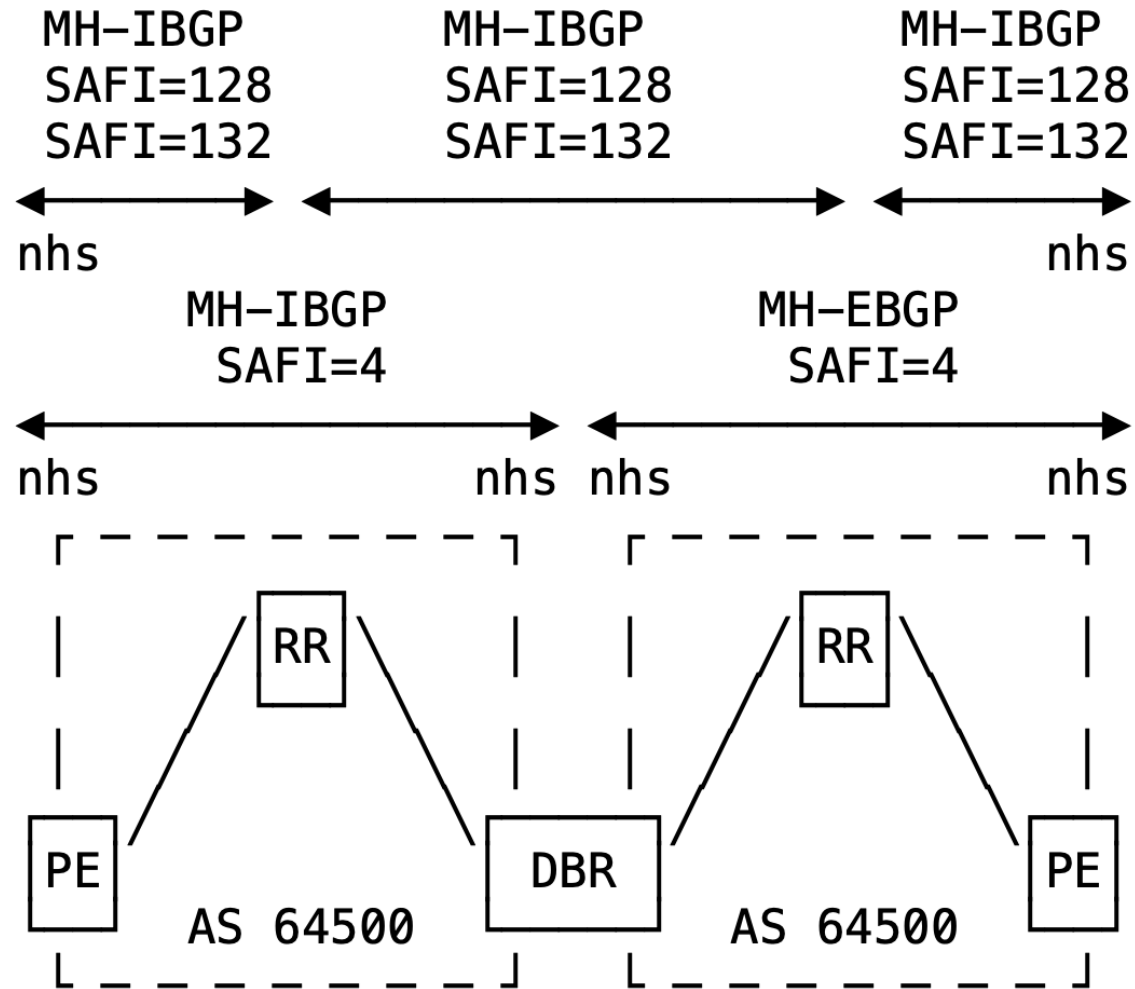 MH-IBGP MH-IBGP MH-IBGP
SAFI=128 SAFI=128 SAFI=128
SAFI=132 SAFI=132 SAFI=132
nhs nhs
MH-IBGP MH-EBGP
SAFI=4 SAFI=4
nhs nhs nhs nhs
RR RR
PE DBR PE
AS 64500 AS 64500